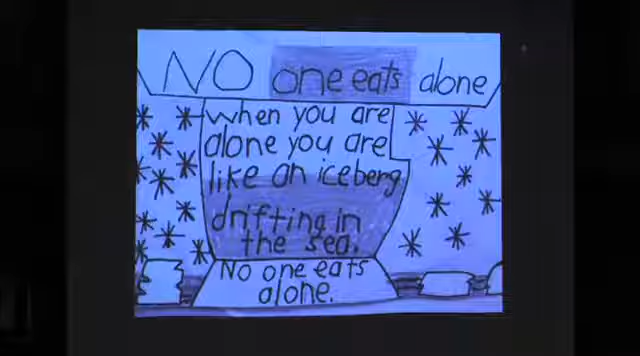 NO one eats alone
when you are
alone you are
like an iceberg
drifting in
the sea.
No one eats
alone.